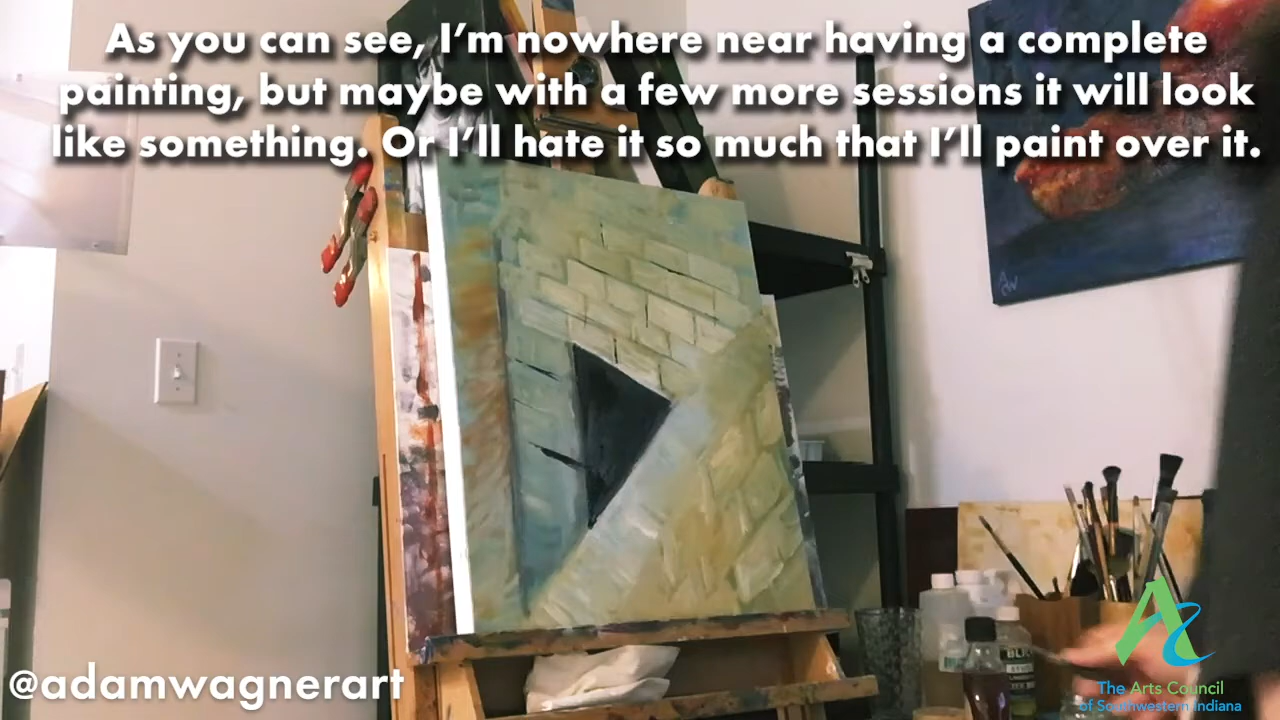 As you can see, I'm nowhere near having a complete
painting, but maybe with a few more sessions it will look
like something. Or I'll hate it so much that I'll paint over it.
AW
BLICK
@adamwagnerart
The Arts Council
of Southwestern Indiana